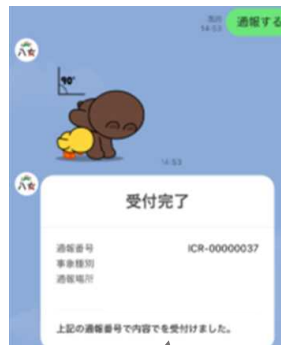 既読
14:53
通報する
八女
90°
14:53
八女
受付完了
通報番号 ICR-00000037
事象種別
通報場所
上記の通報番号で内容でを受付けました。